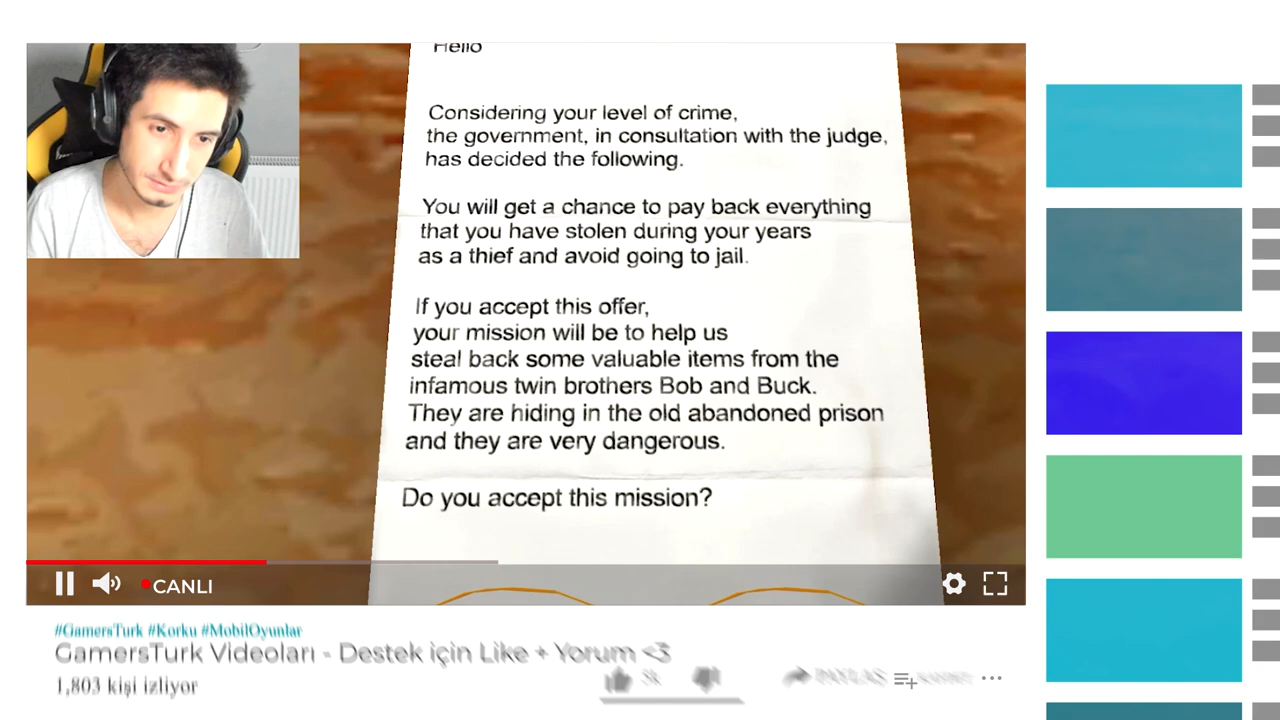 Hello
Considering your level of crime,
the government, in consultation with the judge,
has decided the following.
You will get a chance to pay back everything
that you have stolen during your years
as a thief and avoid going to jail.
If you accept this offer,
your mission will be to help us
steal back some valuable items from the
infamous twin brothers Bob and Buck.
They are hiding in the old abandoned prison
and they are very dangerous.
Do you accept this mission?
CANLI
#GamersTurk #Korku #MobilOyunlar
GamersTurk Videoları - Destek için Like + Yorum <3
1,803 kişi izliyor
PAYLAŞ